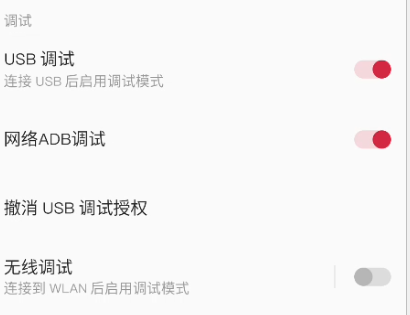 调试
USB 调试
连接 USB 后启用调试模式
网络ADB调试
撤消 USB 调试授权
无线调试
连接到 WLAN 后启用调试模式